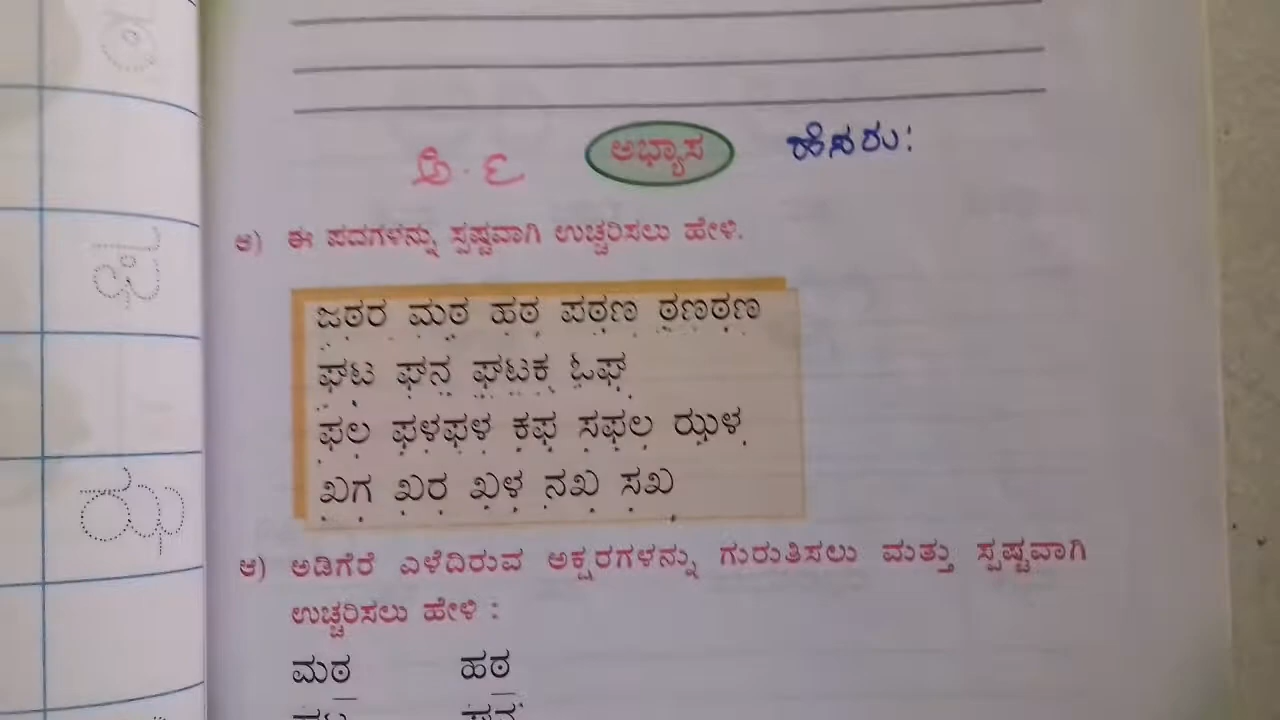 ಅ.೬ ಅಭ್ಯಾಸ ಹೆಸರು:
ಅ) ಈ ಪದಗಳನ್ನು ಸ್ಪಷ್ಟವಾಗಿ ಉಚ್ಚರಿಸಲು ಹೇಳಿ.
ಜಠರ ಮಠ ಹಠ ಪಠಣ ಠಣಠಣ
ಘಟ ಘನ ಘಟಕ ಓಘ
ಫಲ ಫಳಫಳ ಕಫ ಸಫಲ ಝಳ
ಖಗ ಖರ ಖಳ ನಖ ಸಖ
ಆ) ಅಡಿಗೆರೆ ಎಳೆದಿರುವ ಅಕ್ಷರಗಳನ್ನು ಗುರುತಿಸಲು ಮತ್ತು ಸ್ಪಷ್ಟವಾಗಿ
ಉಚ್ಚರಿಸಲು ಹೇಳಿ :
ಮಠ ಹಠ